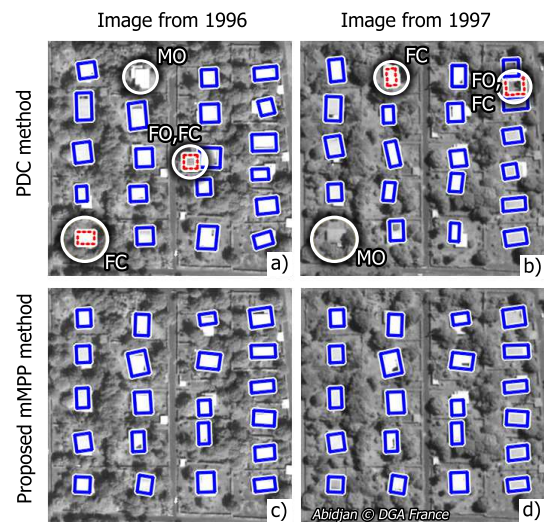 Image from 1996
Image from 1997
PDC method
MO
FO,FC
FC
a)
FC
FO,
FC
MO
b)
Proposed mMPP method
c)
Abidjan © DGA France
d)